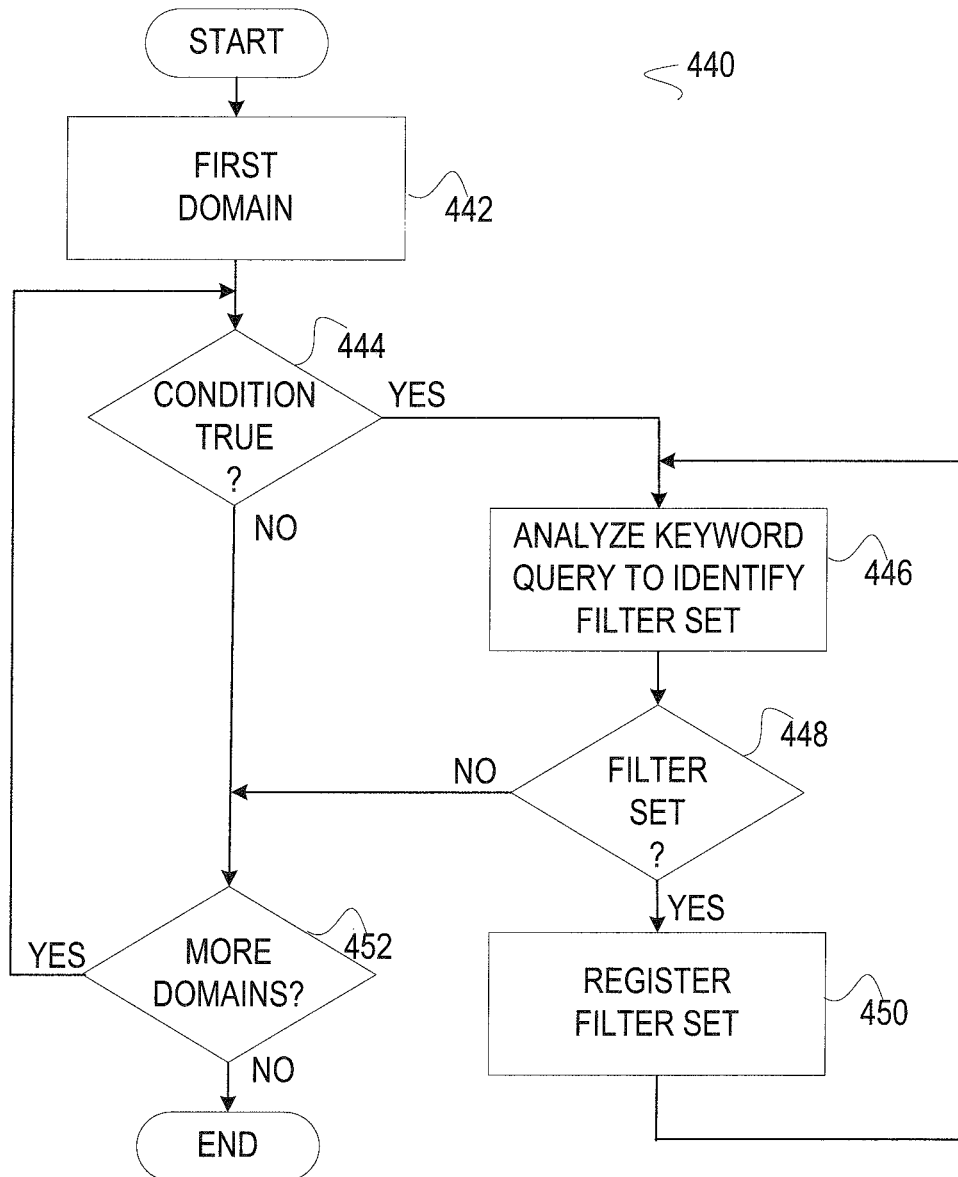 START
440
FIRST
DOMAIN
442
444
CONDITION
TRUE
?
YES
NO
ANALYZE KEYWORD
QUERY TO IDENTIFY
FILTER SET
446
448
FILTER
SET
?
NO
YES
452
YES
MORE
DOMAINS?
NO
REGISTER
FILTER SET
450
END